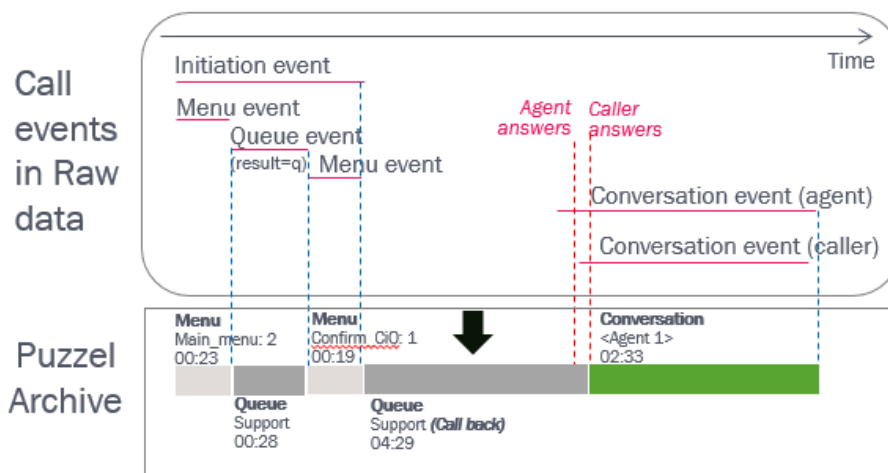 Call
events
in Raw
data
Time
Initiation event
Menu event
Queue event
(result=q)
Menu event
Agent
answers
Caller
answers
Conversation event (agent)
Conversation event (caller)
Puzzel
Archive
Menu
Main_menu: 2
00:23
Queue
Support
00:28
Menu
Confirm_CiQ: 1
00:19
Queue
Support (Call back)
04:29
Conversation
<Agent 1>
02:33